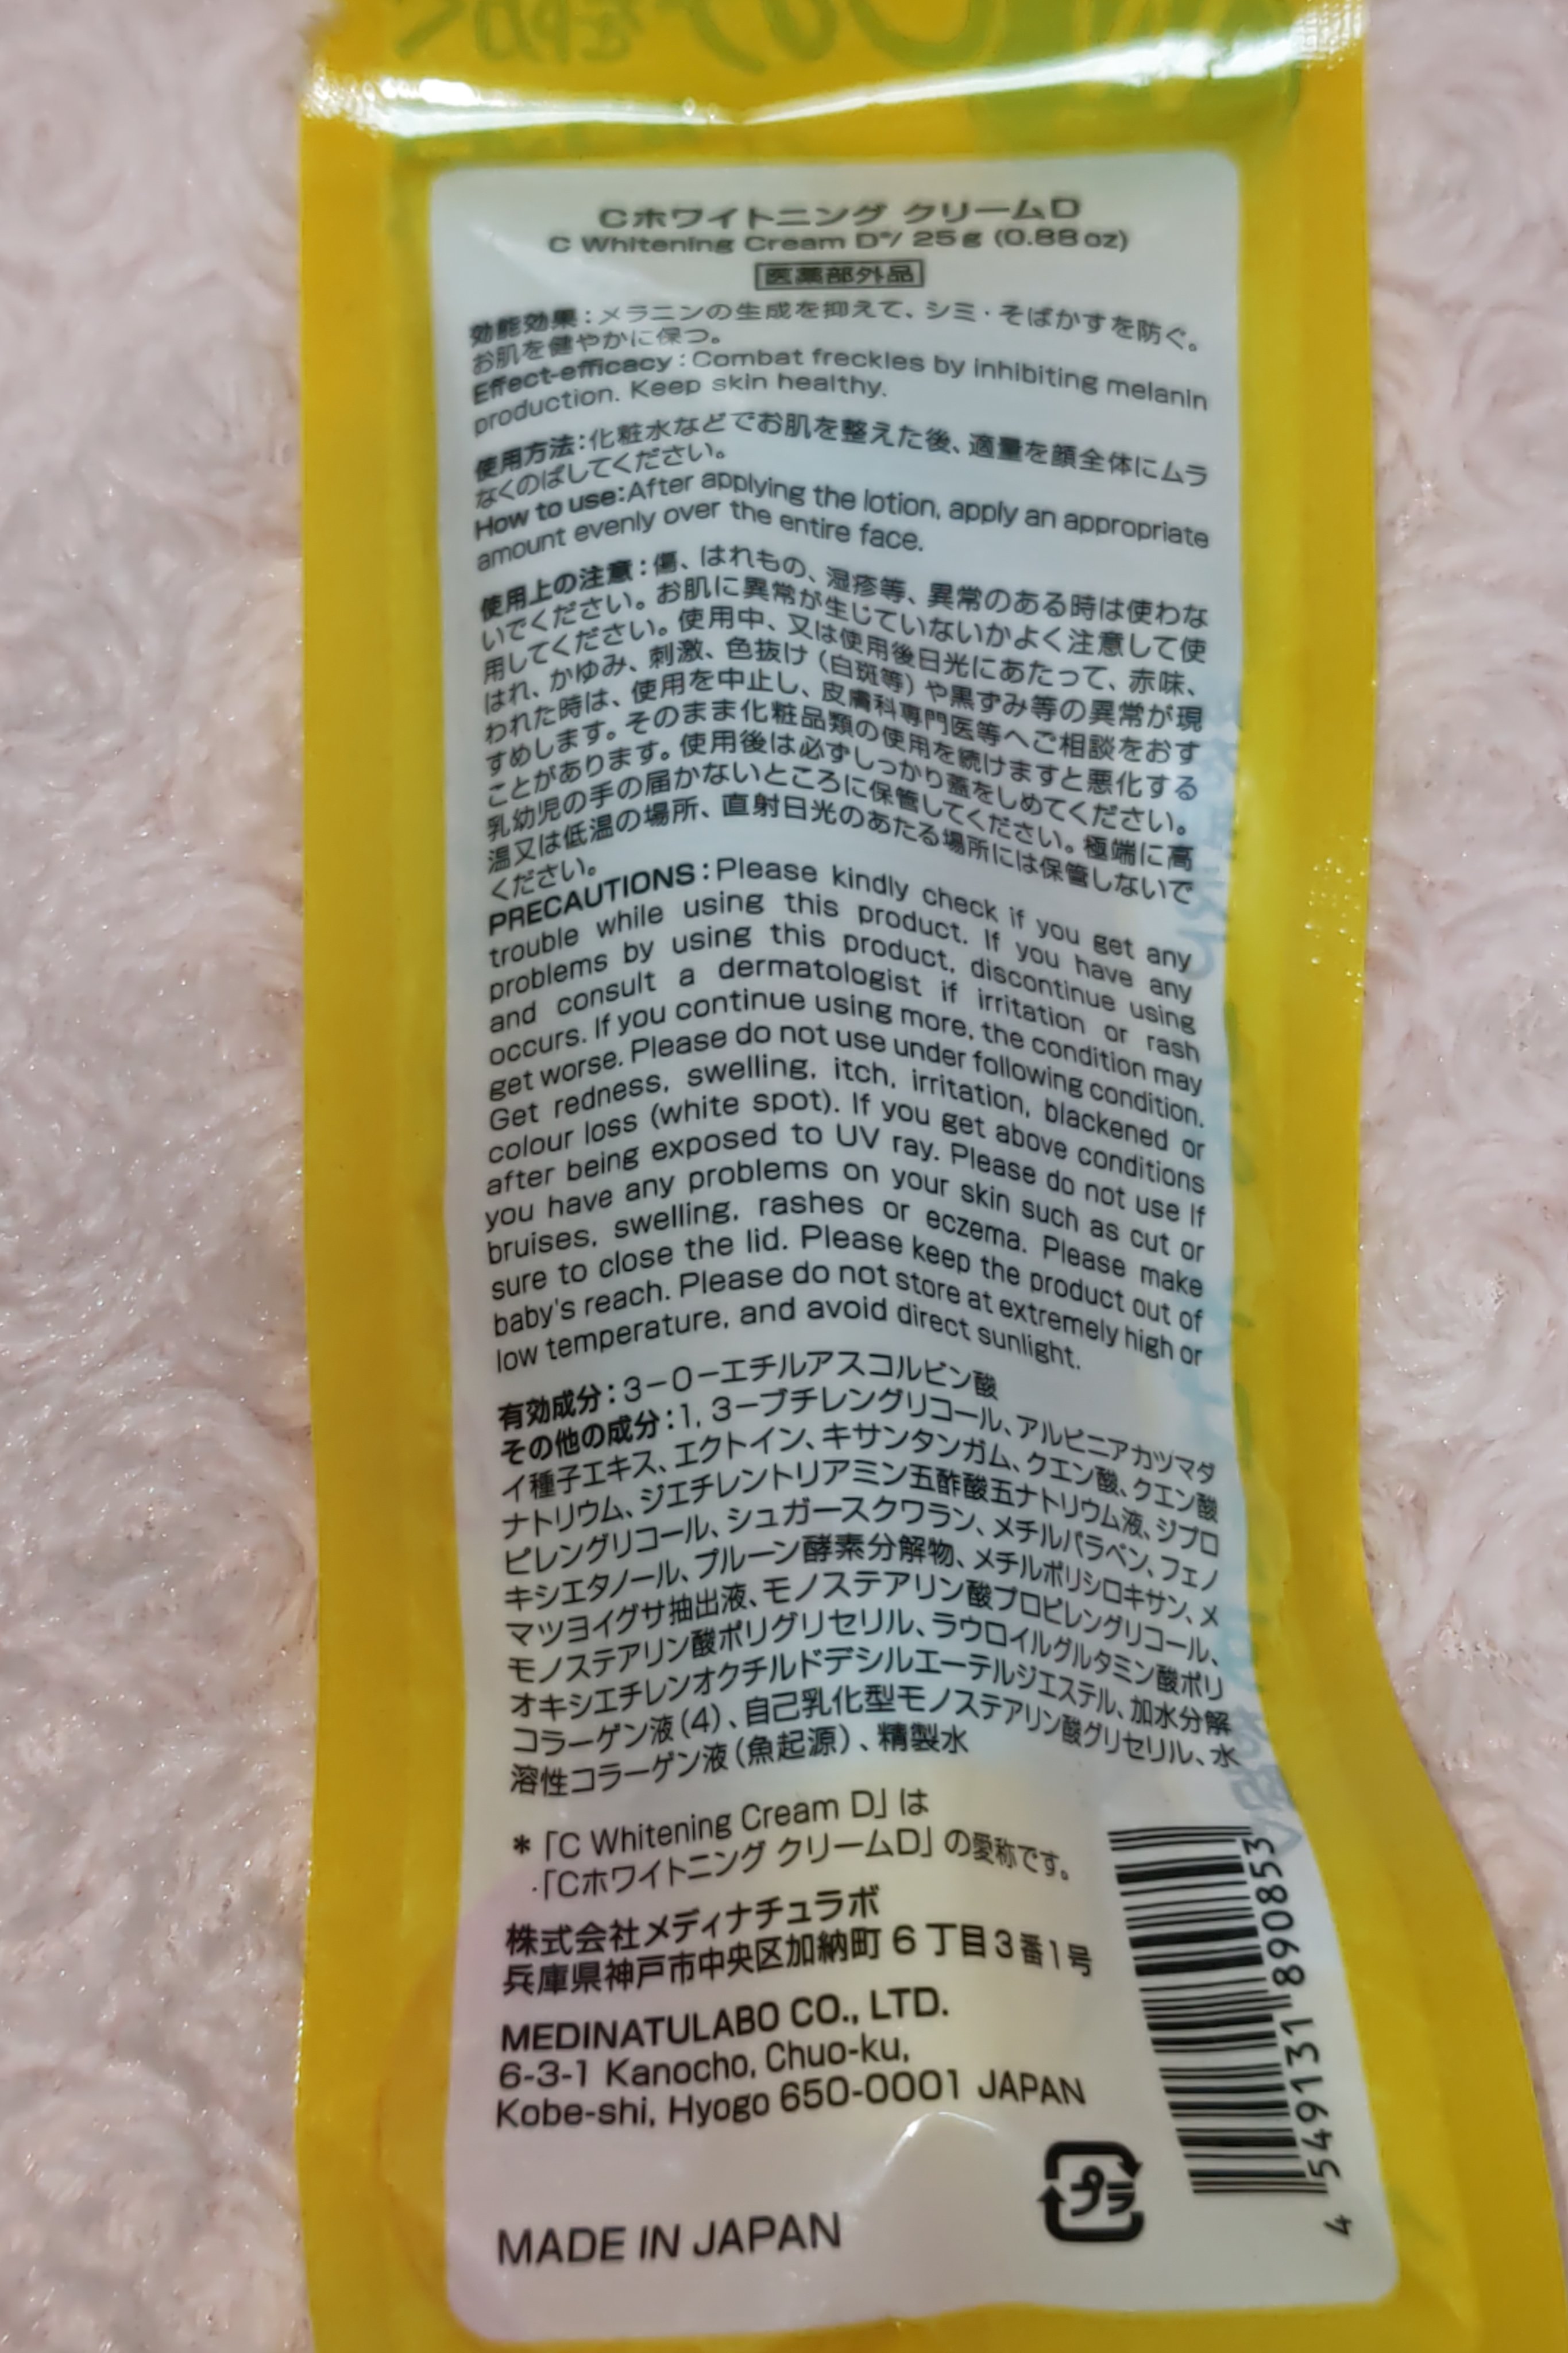 Cホワイトニング クリームD
C Whitening Cream D*/ 25g (0.88 oz)
医薬部外品
効能効果：メラニンの生成を抑えて、シミ・そばかすを防ぐ。
お肌を健やかに保つ。
Effect-efficacy : Combat freckles by inhibiting melanin
production. Keep skin healthy.
使用方法：化粧水などでお肌を整えた後、適量を顔全体にムラ
なくのばしてください。
How to use:After applying the lotion, apply an appropriate
amount evenly over the entire face.
使用上の注意：傷、はれもの、湿疹等、異常のある時は使わな
いでください。お肌に異常が生じていないかよく注意して使
用してください。使用中、又は使用後日光にあたって、赤味、
はれ、かゆみ、刺激、色抜け（白斑等）や黒ずみ等の異常が現
われた時は、使用を中止し、皮膚科専門医等へご相談をおす
すめします。そのまま化粧品類の使用を続けますと悪化する
ことがあります。使用後は必ずしっかり蓋をしめてください。
乳幼児の手の届かないところに保管してください。極端に高
温又は低温の場所、直射日光のあたる場所には保管しないで
ください。
PRECAUTIONS : Please kindly check if you get any
trouble while using this product. If you have any
problems by using this product, discontinue using
and consult a dermatologist if irritation or rash
occurs. If you continue using more, the condition may
get worse. Please do not use under following condition.
Get redness, swelling, itch, irritation, blackened or
colour loss (white spot). If you get above conditions
after being exposed to UV ray. Please do not use If
you have any problems on your skin such as cut or
bruises, swelling, rashes or eczema. Please make
sure to close the lid. Please keep the product out of
baby's reach. Please do not store at extremely high or
low temperature, and avoid direct sunlight.
有効成分：3－O－エチルアスコルビン酸
その他の成分：1, 3－ブチレングリコール、アルピニアカツマダ
イ種子エキス、エクトイン、キサンタンガム、クエン酸、クエン酸
ナトリウム、ジエチレントリアミン五酢酸五ナトリウム液、ジプロ
ピレングリコール、シュガースクワラン、メチルパラベン、フェノ
キシエタノール、プルーン酵素分解物、メチルポリシロキサン、メ
マツヨイグサ抽出液、モノステアリン酸プロピレングリコール、
モノステアリン酸ポリグリセリル、ラウロイルグルタミン酸ポリ
オキシエチレンオクチルドデシルエーテルジエステル、加水分解
コラーゲン液（4）、自己乳化型モノステアリン酸グリセリル、水
溶性コラーゲン液（魚起源）、精製水
＊「C Whitening Cream D」は
「Cホワイトニング クリームD」の愛称です。
株式会社メディナチュラボ
兵庫県神戸市中央区加納町 6 丁目 3 番 1 号
MEDINATULABO CO., LTD.
6-3-1 Kanocho, Chuo-ku,
Kobe-shi, Hyogo 650-0001 JAPAN
プラ
MADE IN JAPAN
4 549131 890853